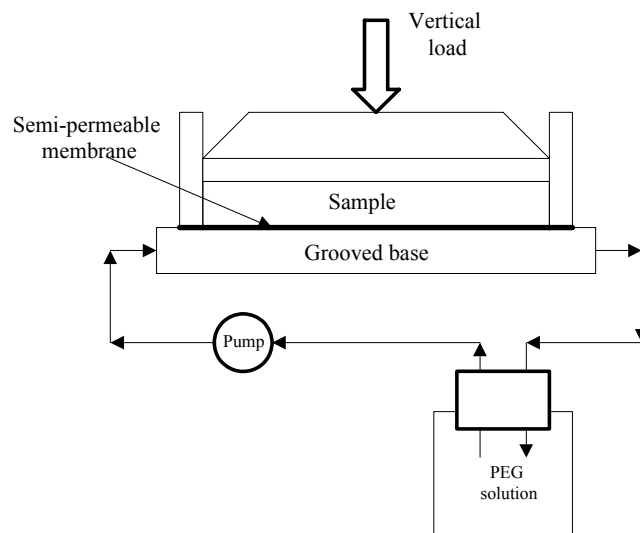 Vertical
load
Semi-permeable
membrane
Sample
Grooved base
Pump
PEG
solution